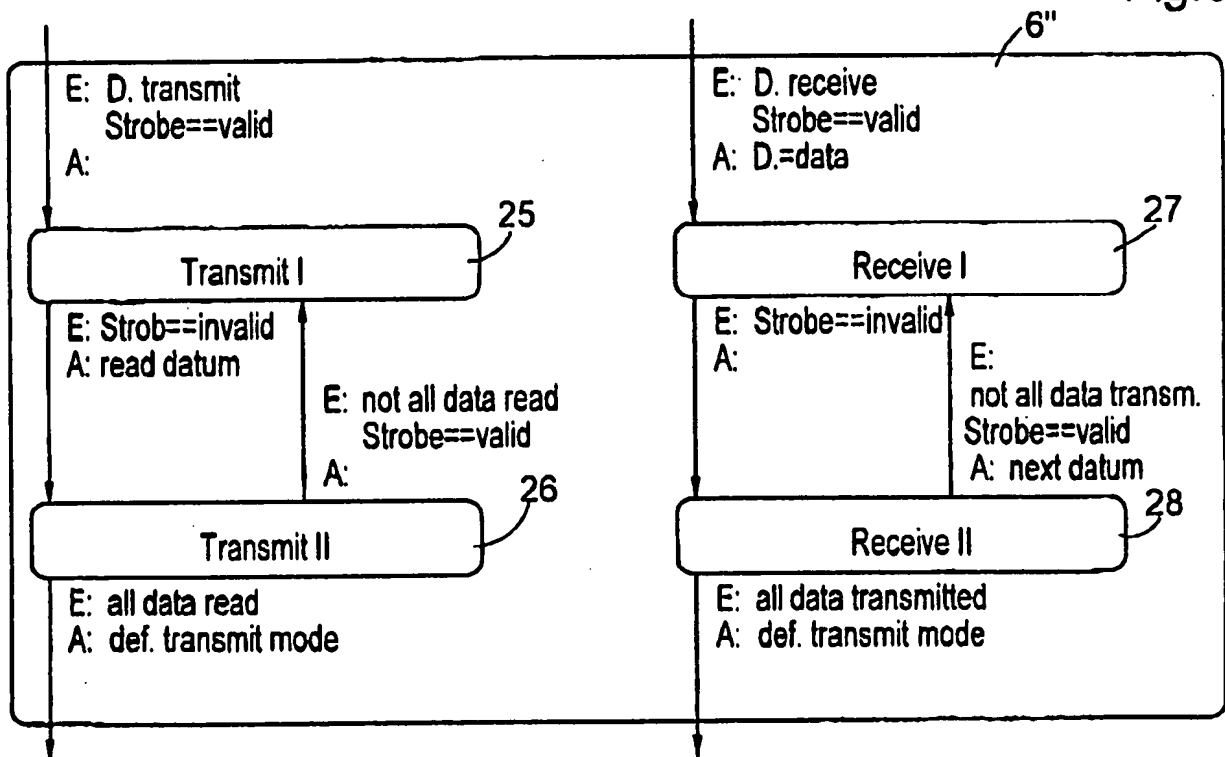 Fig.
6"
E: D. transmit
Strobe==valid
A:
E: D. receive
Strobe==valid
A: D.=data
25
Transmit I
27
Receive I
E: Strob==invalid
A: read datum
E: not all data read
Strobe==valid
A:
E: Strobe==invalid
A:
E:
not all data transm.
Strobe==valid
A: next datum
26
Transmit II
28
Receive II
E: all data read
A: def. transmit mode
E: all data transmitted
A: def. transmit mode